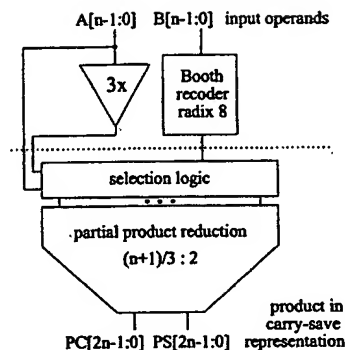 A[n-1:0] B[n-1:0] input operands
3x
Booth
recoder
radix 8
selection logic
partial product reduction
(n+1)/3 : 2
product in
carry-save
PC[2n-1:0] PS[2n-1:0] representation